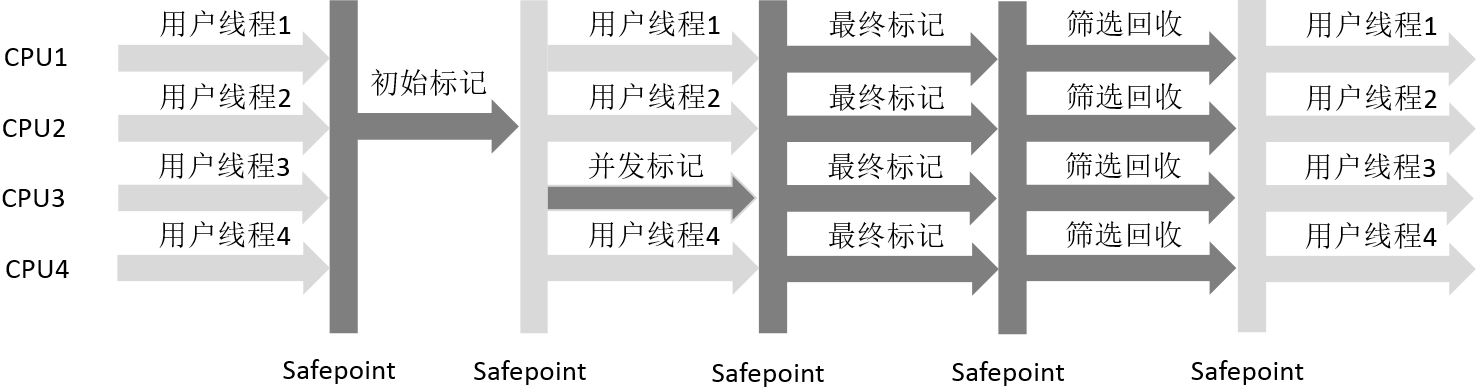 用户线程1 用户线程1 最终标记 筛选回收 用户线程1
CPU1
初始标记
用户线程2 用户线程2 最终标记 筛选回收 用户线程2
CPU2
用户线程3 并发标记 最终标记 筛选回收 用户线程3
CPU3
用户线程4 用户线程4 最终标记 筛选回收 用户线程4
CPU4
Safepoint Safepoint Safepoint Safepoint Safepoint